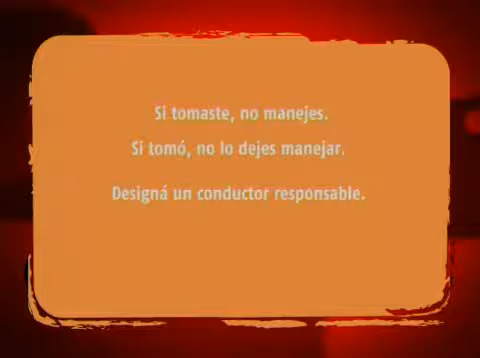 Si tomaste, no manejes.
Si tomó, no lo dejes manejar.
Designá un conductor responsable.